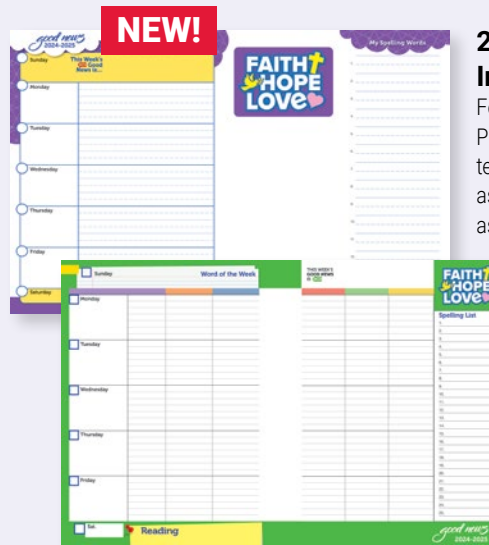 NEW!
good news
2024-2025
My Spelling Words
Sunday
This Week's
Good
News is...
FAITH
HOPE
LOVE
Monday
Tuesday
Wednesday
Thursday
Friday
Saturday
2
Fo
P
te
as
as
Sunday
Word of the Week
THIS WEEK'S
GOOD NEWS
FAITH
HOPE
LOVE
Monday
Spelling List
Tuesday
Wednesday
Thursday
Friday
Sat.
Reading
good news
2024-2025